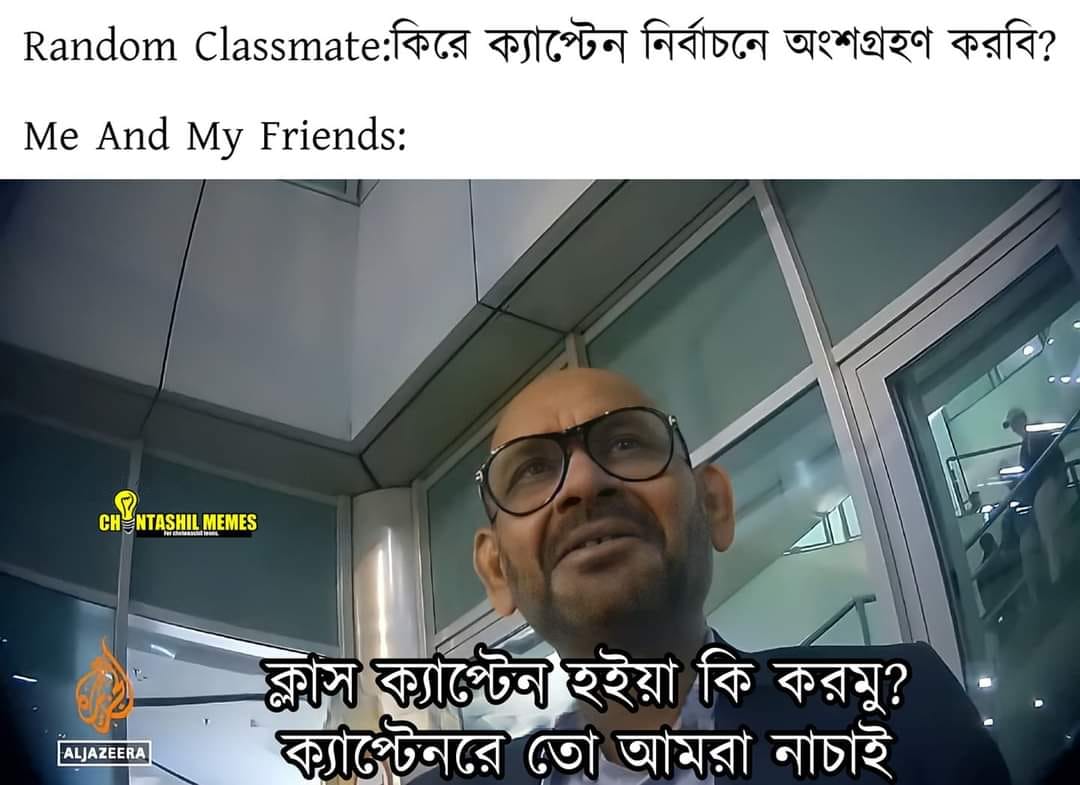 Random Classmate:কিরে ক্যাপ্টেন নির্বাচনে অংশগ্রহণ করবি?
Me And My Friends:
CHINTASHIL MEMES
ALJAZEERA
ক্লাস ক্যাপ্টেন হইয়া কি করমু?
ক্যাপ্টেনরে তো আমরা নাচাই